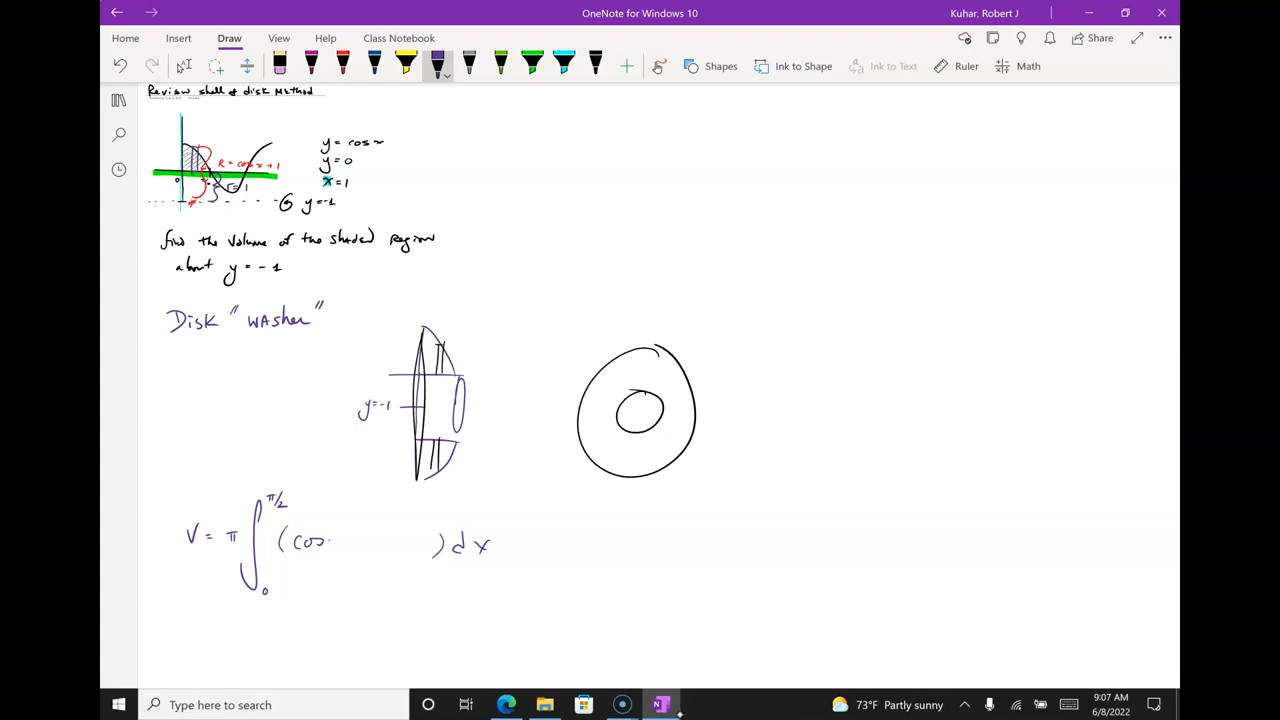 OneNote for Windows 10
Kuhar, Robert J
Home Insert Draw View Help Class Notebook
Share
Shapes Ink to Shape Ink to Text Ruler Math
Review shell & disk Method
y = cos x
R = cos x + 1
y = 0
0
r = 1
x = 1
y = -1
find the volume of the shaded region
about y = -1
Disk "WAsher"
y = -1
V = π ∫ 0 π/2 (cos ) dx
Type here to search
73°F Partly sunny
9:07 AM
6/8/2022